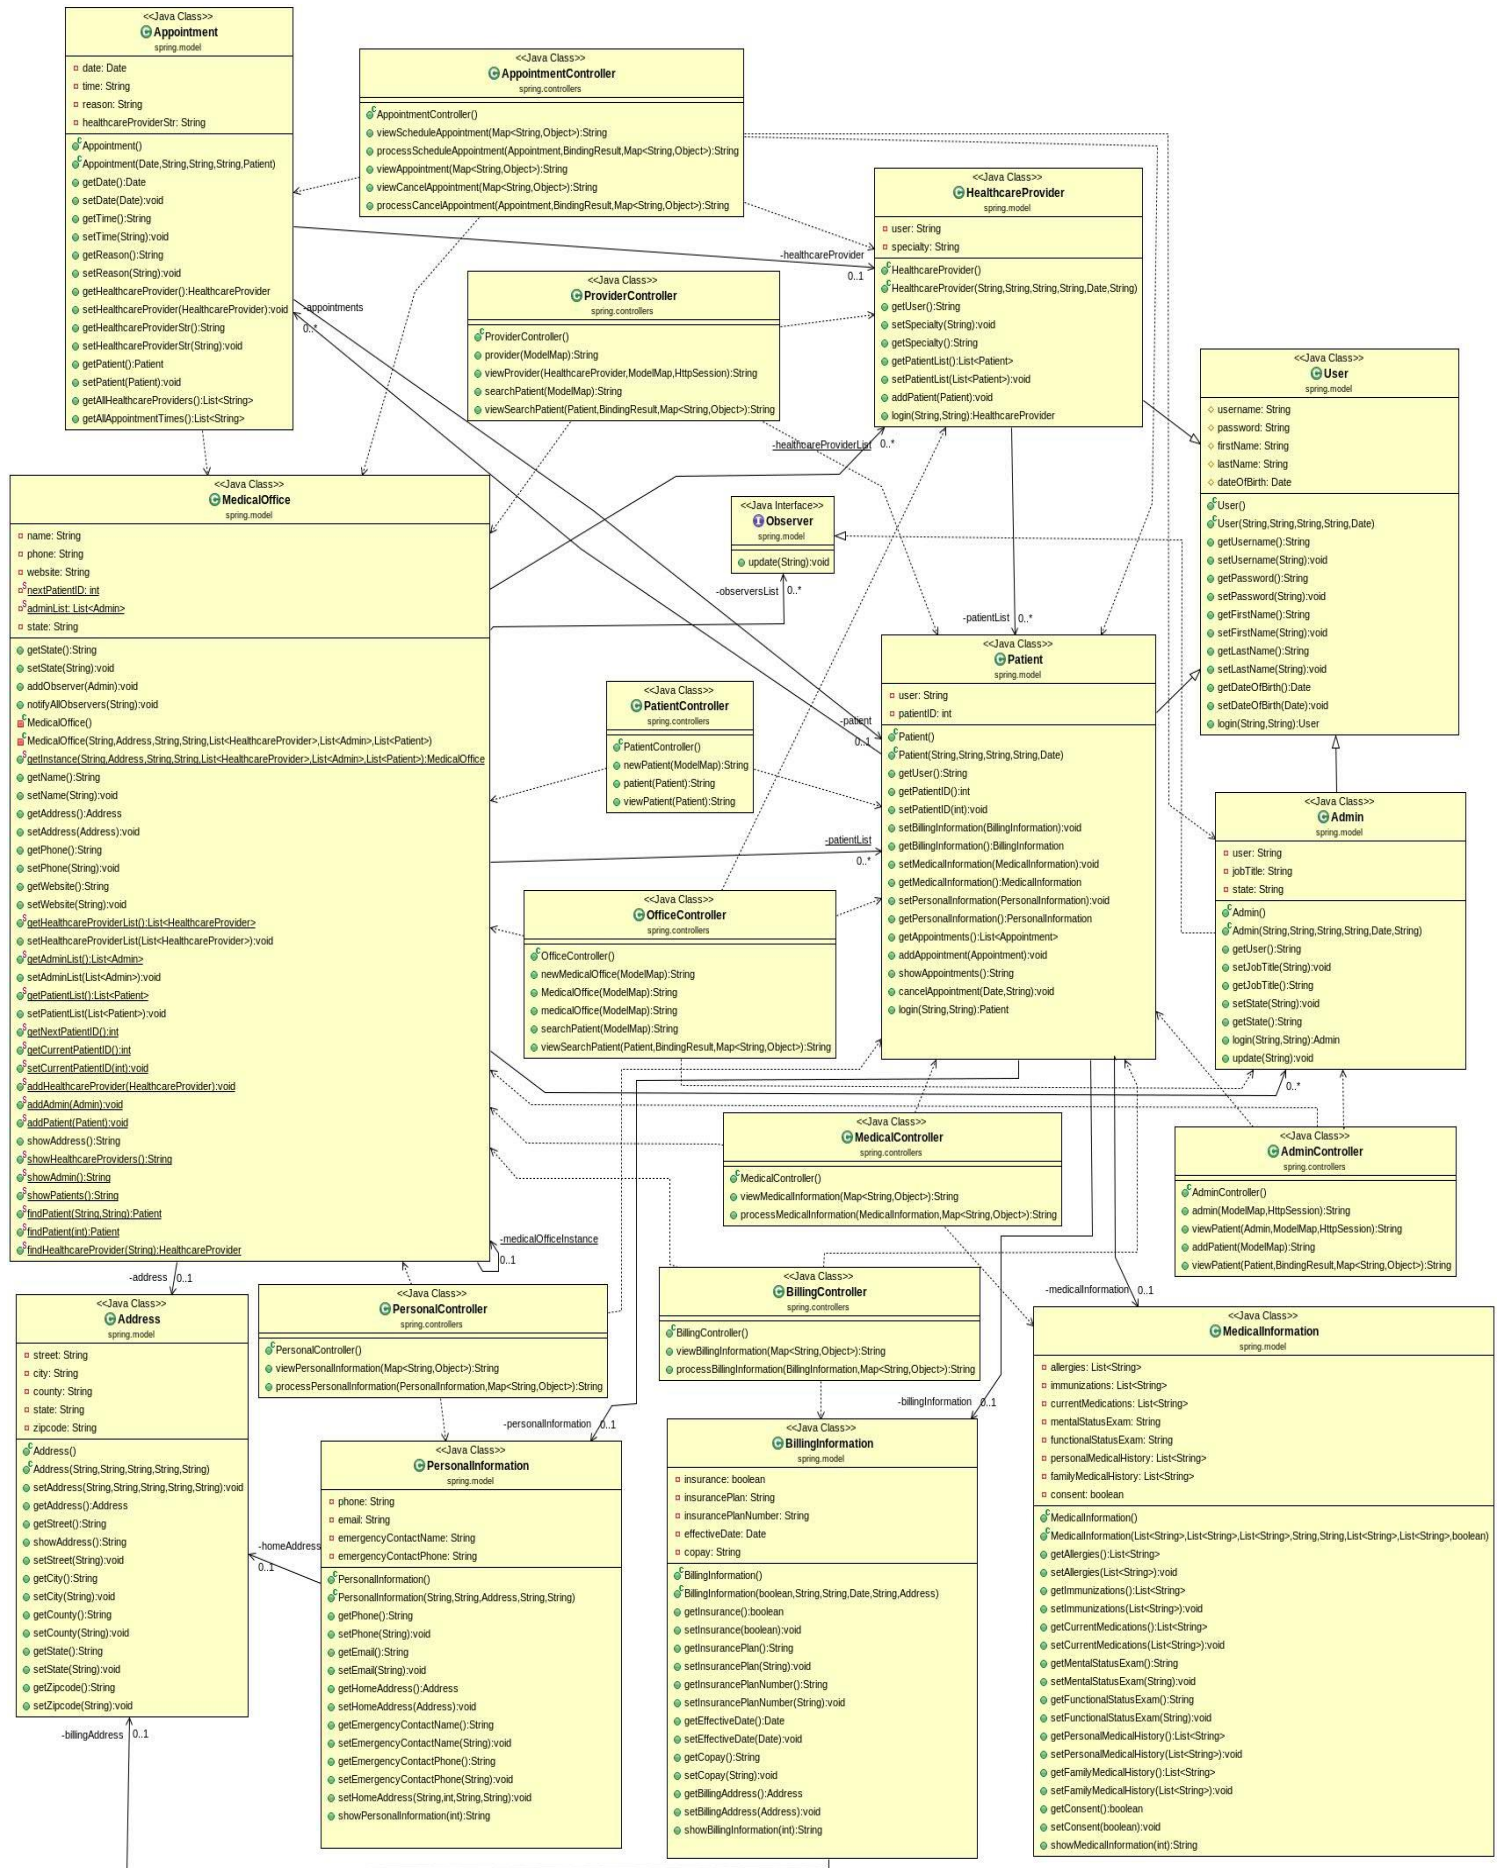 <<Java Class>>
Appointment
spring.model
date: Date
time: String
reason: String
healthcareProviderStr: String
Appointment()
Appointment(Date,String,String,String,Patient)
getDate():Date
setDate(Date):void
getTime():String
setTime(String):void
getReason():String
setReason(String):void
getHealthcareProvider():HealthcareProvider
setHealthcareProvider(HealthcareProvider):void
getHealthcareProviderStr():String
setHealthcareProviderStr(String):void
getPatient():Patient
setPatient(Patient):void
getAllHealthcareProviders():List<String>
getAllAppointmentTimes():List<String>
<<Java Class>>
AppointmentController
spring.controllers
AppointmentController()
viewScheduleAppointment(Map<String,Object>):String
processScheduleAppointment(Appointment,BindingResult,Map<String,Object>):String
viewAppointment(Map<String,Object>):String
viewCancelAppointment(Map<String,Object>):String
processCancelAppointment(Appointment,BindingResult,Map<String,Object>):String
<<Java Class>>
HealthcareProvider
spring.model
user: String
specialty: String
HealthcareProvider()
HealthcareProvider(String,String,String,String,Date,String)
getUser():String
setSpecialty(String):void
getSpecialty():String
getPatientList():List<Patient>
setPatientList(List<Patient>):void
addPatient(Patient):void
login(String,String):HealthcareProvider
-healthcareProvider
0..1
-appointments
0..*
<<Java Class>>
ProviderController
spring.controllers
ProviderController()
provider(ModelMap):String
viewProvider(HealthcareProvider,ModelMap,HttpSession):String
searchPatient(ModelMap):String
viewSearchPatient(Patient,BindingResult,Map<String,Object>):String
<<Java Class>>
User
spring.model
username: String
password: String
firstName: String
lastName: String
dateOfBirth: Date
User()
User(String,String,String,String,Date)
getUsername():String
setUsername(String):void
getPassword():String
setPassword(String):void
getFirstName():String
setFirstName(String):void
getLastName():String
setLastName(String):void
getDateOfBirth():Date
setDateOfBirth(Date):void
login(String,String):User
-healthcareProviderList
0..*
<<Java Class>>
MedicalOffice
spring.model
name: String
phone: String
website: String
S
nextPatientID: int
S
adminList: List<Admin>
state: String
getState():String
setState(String):void
addObserver(Admin):void
notifyAllObservers(String):void
MedicalOffice()
MedicalOffice(String,Address,String,String,List<HealthcareProvider>,List<Admin>,List<Patient>)
getInstance(String,Address,String,String,List<HealthcareProvider>,List<Admin>,List<Patient>):MedicalOffice
getName():String
setName(String):void
getAddress():Address
setAddress(Address):void
getPhone():String
setPhone(String):void
getWebsite():String
setWebsite(String):void
getHealthcareProviderList():List<HealthcareProvider>
setHealthcareProviderList(List<HealthcareProvider>):void
getAdminList():List<Admin>
setAdminList(List<Admin>):void
getPatientList():List<Patient>
setPatientList(List<Patient>):void
getNextPatientID():int
getCurrentPatientID():int
setCurrentPatientID(int):void
addHealthcareProvider(HealthcareProvider):void
addAdmin(Admin):void
addPatient(Patient):void
showAddress():String
showHealthcareProviders():String
showAdmin():String
showPatients():String
findPatient(String,String):Patient
findPatient(int):Patient
findHealthcareProvider(String):HealthcareProvider
<<Java Interface>>
Observer
spring.model
update(String):void
-observersList
0..*
-patientList
0..*
<<Java Class>>
Patient
spring.model
user: String
patientID: int
Patient()
Patient(String,String,String,String,Date)
getUser():String
getPatientID():int
setPatientID(int):void
setBillingInformation(BillingInformation):void
getBillingInformation():BillingInformation
setMedicalInformation(MedicalInformation):void
getMedicalInformation():MedicalInformation
setPersonalInformation(PersonalInformation):void
getPersonalInformation():PersonalInformation
getAppointments():List<Appointment>
addAppointment(Appointment):void
showAppointments():String
cancelAppointment(Date,String):void
login(String,String):Patient
-patient
0..1
<<Java Class>>
PatientController
spring.controllers
PatientController()
newPatient(ModelMap):String
patient(Patient):String
viewPatient(Patient):String
-patientList
0..*
<<Java Class>>
Admin
spring.model
user: String
jobTitle: String
state: String
Admin()
Admin(String,String,String,String,Date,String)
getUser():String
setJobTitle(String):void
getJobTitle():String
setState(String):void
getState():String
login(String,String):Admin
update(String):void
0..*
<<Java Class>>
OfficeController
spring.controllers
OfficeController()
newMedicalOffice(ModelMap):String
MedicalOffice(ModelMap):String
medicalOffice(ModelMap):String
searchPatient(ModelMap):String
viewSearchPatient(Patient,BindingResult,Map<String,Object>):String
<<Java Class>>
MedicalController
spring.controllers
MedicalController()
viewMedicalInformation(Map<String,Object>):String
processMedicalInformation(MedicalInformation,Map<String,Object>):String
<<Java Class>>
AdminController
spring.controllers
AdminController()
admin(ModelMap,HttpSession):String
viewPatient(Admin,ModelMap,HttpSession):String
addPatient(ModelMap):String
viewPatient(Patient,BindingResult,Map<String,Object>):String
-medicalOfficeInstance
0..1
-address
0..1
<<Java Class>>
Address
spring.model
street: String
city: String
county: String
state: String
zipcode: String
Address()
Address(String,String,String,String,String)
setAddress(String,String,String,String,String):void
getAddress():Address
getStreet():String
showAddress():String
setStreet(String):void
getCity():String
setCity(String):void
getCounty():String
setCounty(String):void
getState():String
setState(String):void
getZipcode():String
setZipcode(String):void
-billingAddress
0..1
<<Java Class>>
PersonalController
spring.controllers
PersonalController()
viewPersonalInformation(Map<String,Object>):String
processPersonalInformation(PersonalInformation,Map<String,Object>):String
<<Java Class>>
BillingController
spring.controllers
BillingController()
viewBillingInformation(Map<String,Object>):String
processBillingInformation(BillingInformation,Map<String,Object>):String
-medicalInformation
0..1
-personalInformation
0..1
-billingInformation
0..1
-homeAddress
0..1
<<Java Class>>
PersonalInformation
spring.model
phone: String
email: String
emergencyContactName: String
emergencyContactPhone: String
PersonalInformation()
PersonalInformation(String,String,Address,String,String)
getPhone():String
setPhone(String):void
getEmail():String
setEmail(String):void
getHomeAddress():Address
setHomeAddress(Address):void
getEmergencyContactName():String
setEmergencyContactName(String):void
getEmergencyContactPhone():String
setEmergencyContactPhone(String):void
setHomeAddress(String,int,String,String):void
showPersonalInformation(int):String
<<Java Class>>
BillingInformation
spring.model
insurance: boolean
insurancePlan: String
insurancePlanNumber: String
effectiveDate: Date
copay: String
BillingInformation()
BillingInformation(boolean,String,String,Date,String,Address)
getInsurance():boolean
setInsurance(boolean):void
getInsurancePlan():String
setInsurancePlan(String):void
getInsurancePlanNumber():String
setInsurancePlanNumber(String):void
getEffectiveDate():Date
setEffectiveDate(Date):void
getCopay():String
setCopay(String):void
getBillingAddress():Address
setBillingAddress(Address):void
showBillingInformation(int):String
<<Java Class>>
MedicalInformation
spring.model
allergies: List<String>
immunizations: List<String>
currentMedications: List<String>
mentalStatusExam: String
functionalStatusExam: String
personalMedicalHistory: List<String>
familyMedicalHistory: List<String>
consent: boolean
MedicalInformation()
MedicalInformation(List<String>,List<String>,List<String>,String,String,List<String>,List<String>,boolean)
getAllergies():List<String>
setAllergies(List<String>):void
getImmunizations():List<String>
setImmunizations(List<String>):void
getCurrentMedications():List<String>
setCurrentMedications(List<String>):void
getMentalStatusExam():String
setMentalStatusExam(String):void
getFunctionalStatusExam():String
setFunctionalStatusExam(String):void
getPersonalMedicalHistory():List<String>
setPersonalMedicalHistory(List<String>):void
getFamilyMedicalHistory():List<String>
setFamilyMedicalHistory(List<String>):void
getConsent():boolean
setConsent(boolean):void
showMedicalInformation(int):String